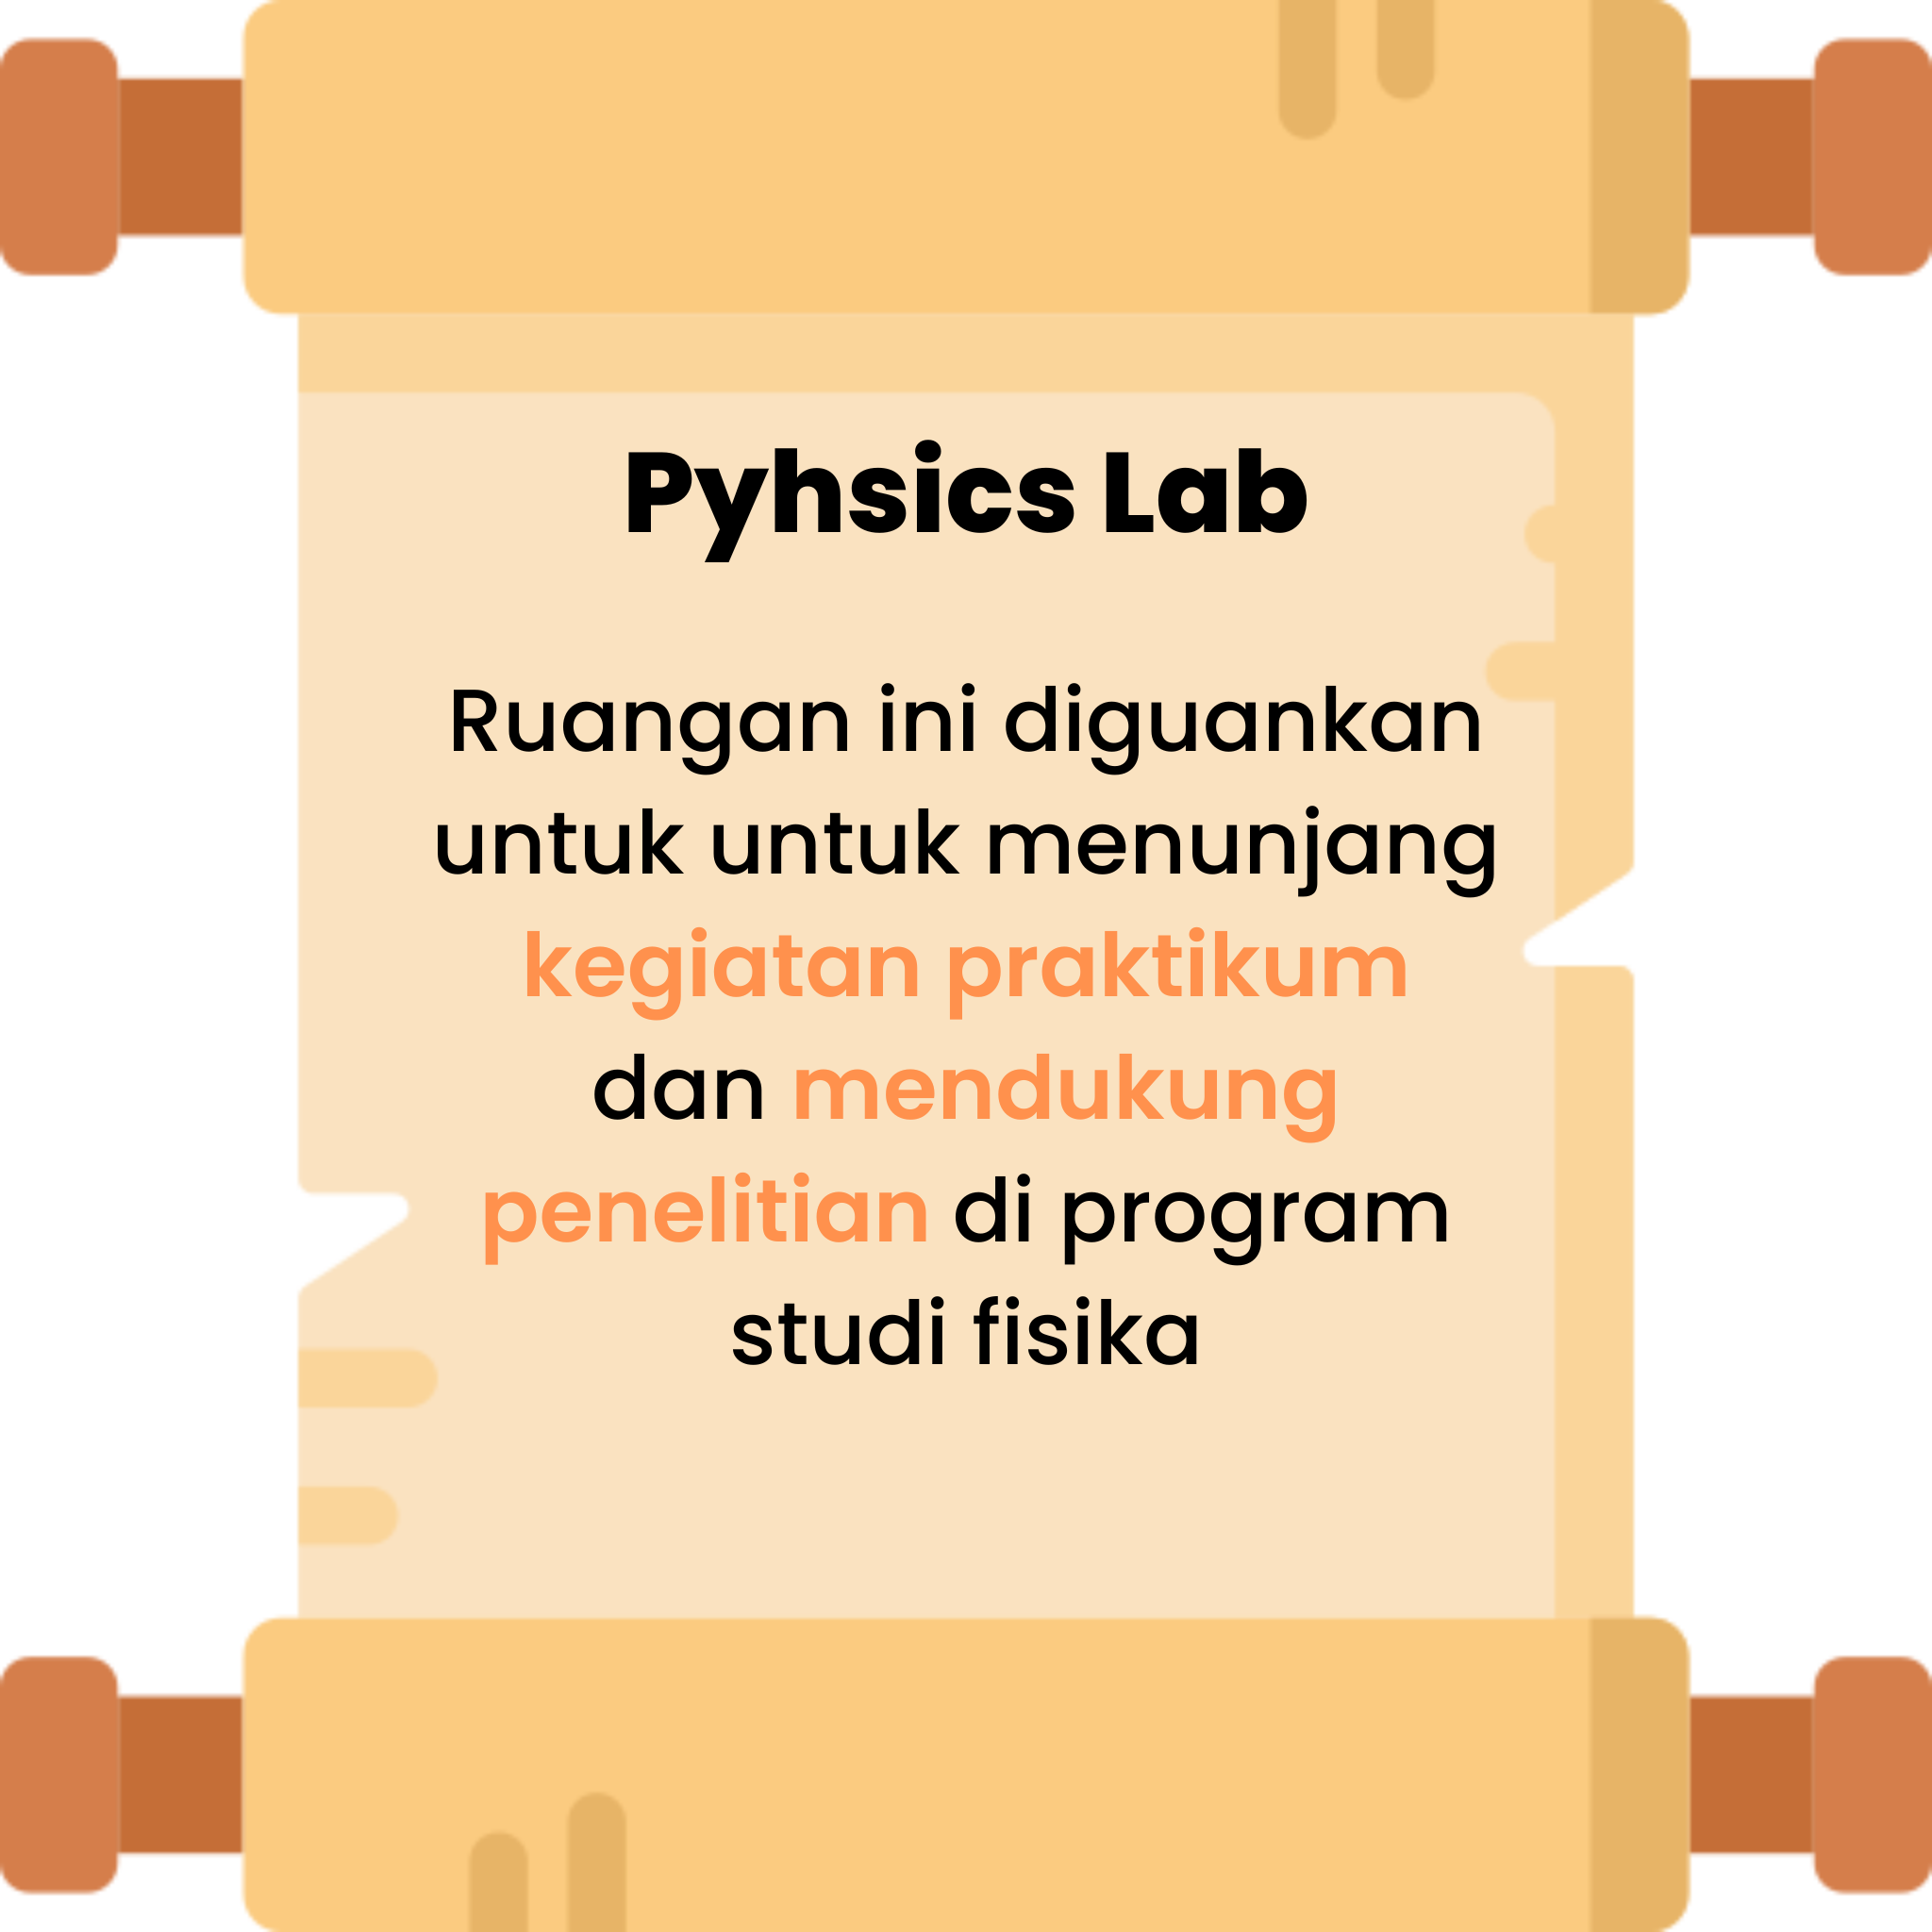 Pyhsics Lab
Ruangan ini diguankan
untuk untuk menunjang
kegiatan praktikum
dan mendukung
penelitian di program
studi fisika